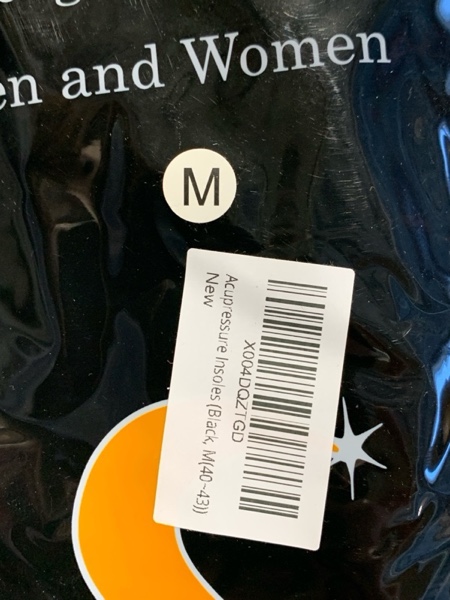 en and Women
M
X004DQZTGD
Acupressure Insoles (Black, M(40~43))
New